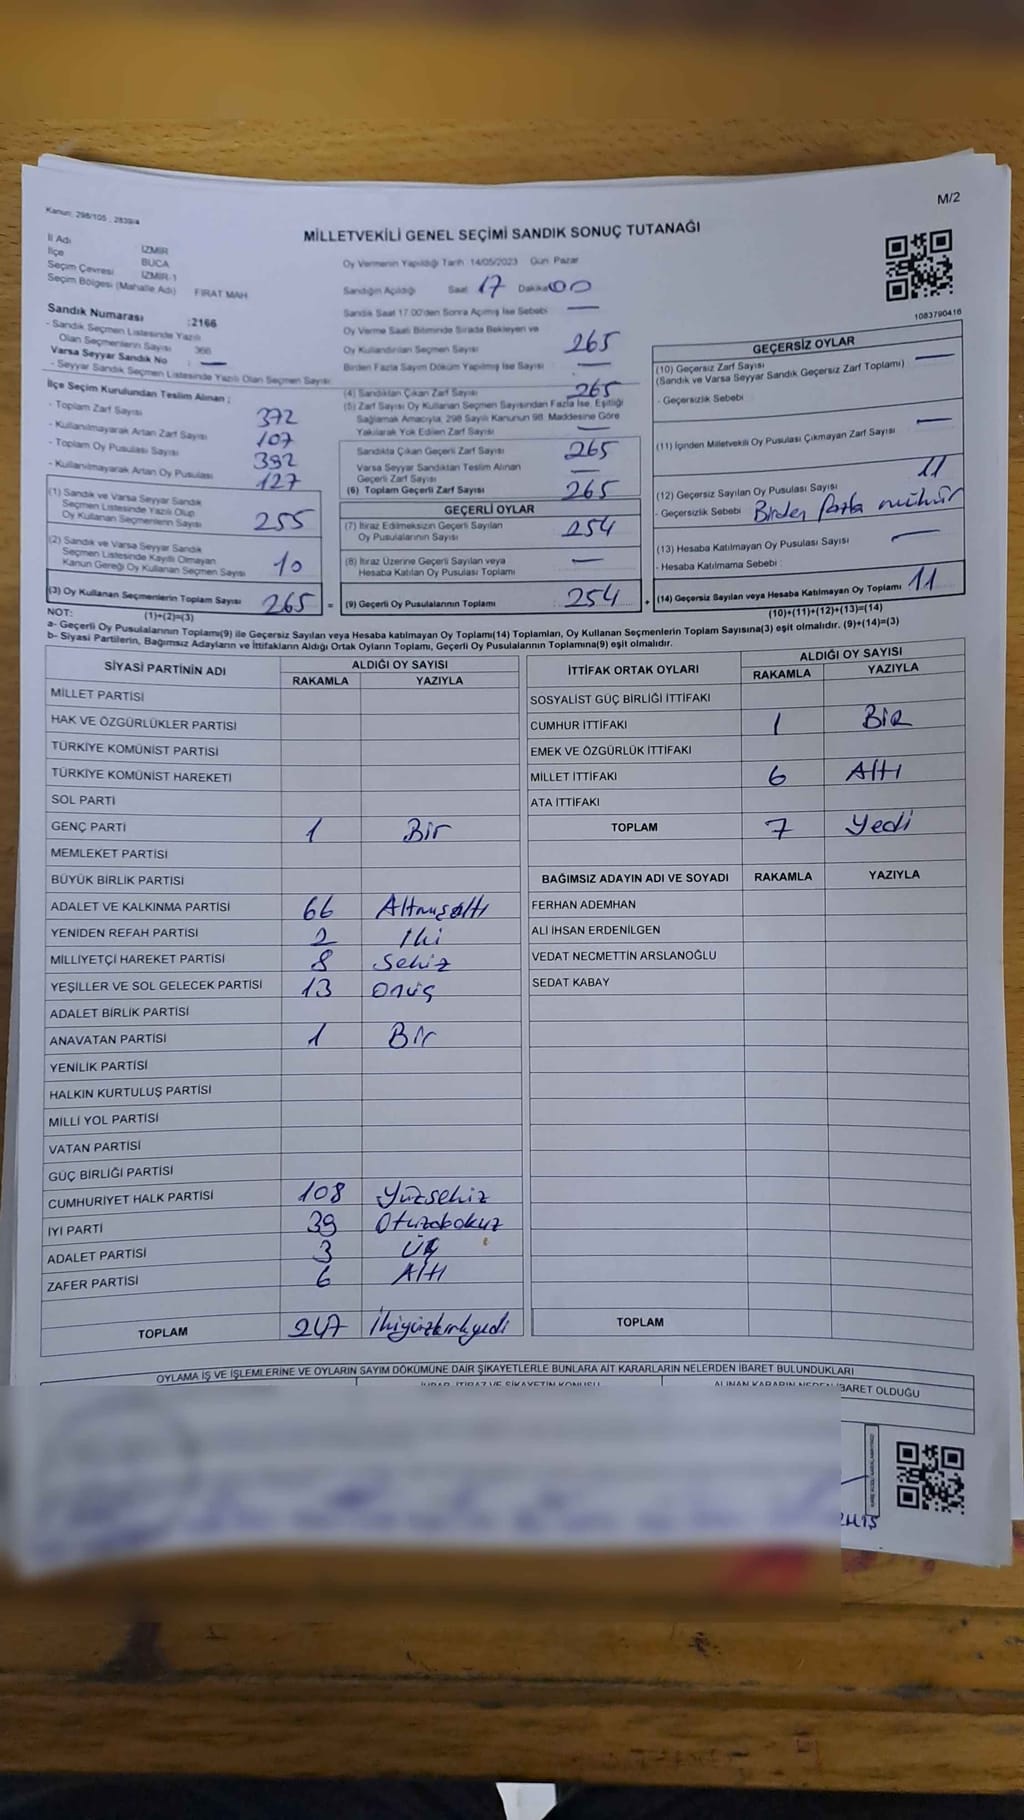 M/2
Kanun: 298/105 , 2839/a
MİLLETVEKİLİ GENEL SEÇİMİ SANDIK SONUÇ TUTANAĞI
İl Adı İZMİR
İlçe BUCA
Seçim Çevresi İZMİR-1
Seçim Bölgesi (Mahalle Adı) FIRAT MAH
Sandık Numarası :2166
- Sandık Seçmen Listesinde Yazılı
Olan Seçmenlerin Sayısı 366
Varsa Seyyar Sandık No : —
- Seyyar Sandık Seçmen Listesinde Yazılı Olan Seçmen Sayısı:
İlçe Seçim Kurulundan Teslim Alınan ;
- Toplam Zarf Sayısı 372
- Kullanılmayarak Artan Zarf Sayısı 107
- Toplam Oy Pusulası Sayısı 392
- Kullanılmayarak Artan Oy Pusulası 127
(1) Sandık ve Varsa Seyyar Sandık
Seçmen Listesinde Yazılı Olup
Oy Kullanan Seçmenlerin Sayısı 255
(2) Sandık ve Varsa Seyyar Sandık
Seçmen Listesinde Kayıtlı Olmayan
Kanun Gereği Oy Kullanan Seçmen Sayısı 10
(3) Oy Kullanan Seçmenlerin Toplam Sayısı 265
(1)+(2)=(3)
Oy Vermenin Yapıldığı Tarih :14/05/2023 Gün: Pazar
Sandığın Açıldığı Saat 17 Dakika 00
Sandık Saat 17.00'den Sonra Açılmış İse Sebebi —
Oy Verme Saati Bitiminde Sırada Bekleyen ve
Oy Kullandırılan Seçmen Sayısı 265
Birden Fazla Sayım Döküm Yapılmış İse Sayısı —
(4) Sandıktan Çıkan Zarf Sayısı 265
(5) Zarf Sayısı Oy Kullanan Seçmen Sayısından Fazla İse, Eşitliği
Sağlamak Amacıyla, 298 Sayılı Kanunun 98. Maddesine Göre
Yakılarak Yok Edilen Zarf Sayısı —
Sandıkta Çıkan Geçerli Zarf Sayısı 265
Varsa Seyyar Sandıktan Teslim Alınan
Geçerli Zarf Sayısı —
(6) Toplam Geçerli Zarf Sayısı 265
GEÇERLİ OYLAR
(7) İtiraz Edilmeksizin Geçerli Sayılan
Oy Pusulalarının Sayısı 254
(8) İtiraz Üzerine Geçerli Sayılan veya
Hesaba Katılan Oy Pusulası Toplamı —
= (9) Geçerli Oy Pusulalarının Toplamı 254 +
1083790416
GEÇERSİZ OYLAR
(10) Geçersiz Zarf Sayısı —
(Sandık ve Varsa Seyyar Sandık Geçersiz Zarf Toplamı)
- Geçersizlik Sebebi
(11) İçinden Milletvekili Oy Pusulası Çıkmayan Zarf Sayısı —
(12) Geçersiz Sayılan Oy Pusulası Sayısı 11
- Geçersizlik Sebebi Birden fazla mühür
(13) Hesaba Katılmayan Oy Pusulası Sayısı —
- Hesaba Katılmama Sebebi :
(14) Geçersiz Sayılan veya Hesaba Katılmayan Oy Toplamı 11
(10)+(11)+(12)+(13)=(14)
NOT:
a- Geçerli Oy Pusulalarının Toplamı(9) ile Geçersiz Sayılan veya Hesaba katılmayan Oy Toplamı(14) Toplamları, Oy Kullanan Seçmenlerin Toplam Sayısına(3) eşit olmalıdır. (9)+(14)=(3)
b- Siyasi Partilerin, Bağımsız Adayların ve İttifakların Aldığı Ortak Oyların Toplamı, Geçerli Oy Pusulalarının Toplamına(9) eşit olmalıdır.
SİYASİ PARTİNİN ADI ALDIĞI OY SAYISI
RAKAMLA YAZIYLA
MİLLET PARTİSİ
HAK VE ÖZGÜRLÜKLER PARTİSİ
TÜRKİYE KOMÜNİST PARTİSİ
TÜRKİYE KOMÜNİST HAREKETİ
SOL PARTİ
GENÇ PARTİ 1 Bir
MEMLEKET PARTİSİ
BÜYÜK BİRLİK PARTİSİ
ADALET VE KALKINMA PARTİSİ 66 Altmışaltı
YENİDEN REFAH PARTİSİ 2 İki
MİLLİYETÇİ HAREKET PARTİSİ 8 Sekiz
YEŞİLLER VE SOL GELECEK PARTİSİ 13 Onüç
ADALET BİRLİK PARTİSİ
ANAVATAN PARTİSİ 1 Bir
YENİLİK PARTİSİ
HALKIN KURTULUŞ PARTİSİ
MİLLİ YOL PARTİSİ
VATAN PARTİSİ
GÜÇ BİRLİĞİ PARTİSİ
CUMHURİYET HALK PARTİSİ 108 Yüzsekiz
İYİ PARTİ 39 Otuzdokuz
ADALET PARTİSİ 3 Üç
ZAFER PARTİSİ 6 Altı
TOPLAM 247 İkiyüzkırkyedi
İTTİFAK ORTAK OYLARI ALDIĞI OY SAYISI
RAKAMLA YAZIYLA
SOSYALİST GÜÇ BİRLİĞİ İTTİFAKI
CUMHUR İTTİFAKI 1 BİR
EMEK VE ÖZGÜRLÜK İTTİFAKI
MİLLET İTTİFAKI 6 Altı
ATA İTTİFAKI
TOPLAM 7 Yedi
BAĞIMSIZ ADAYIN ADI VE SOYADI RAKAMLA YAZIYLA
FERHAN ADEMHAN
ALİ İHSAN ERDENİLGEN
VEDAT NECMETTİN ARSLANOĞLU
SEDAT KABAY
TOPLAM
OYLAMA İŞ VE İŞLEMLERİNE VE OYLARIN SAYIM DÖKÜMÜNE DAİR ŞİKAYETLERLE BUNLARA AİT KARARLARIN NELERDEN İBARET BULUNDUKLARI
İHBAR, İTİRAZ VE ŞİKAYETİN KONUSU ALINAN KARARIN NEDEN İBARET OLDUĞU